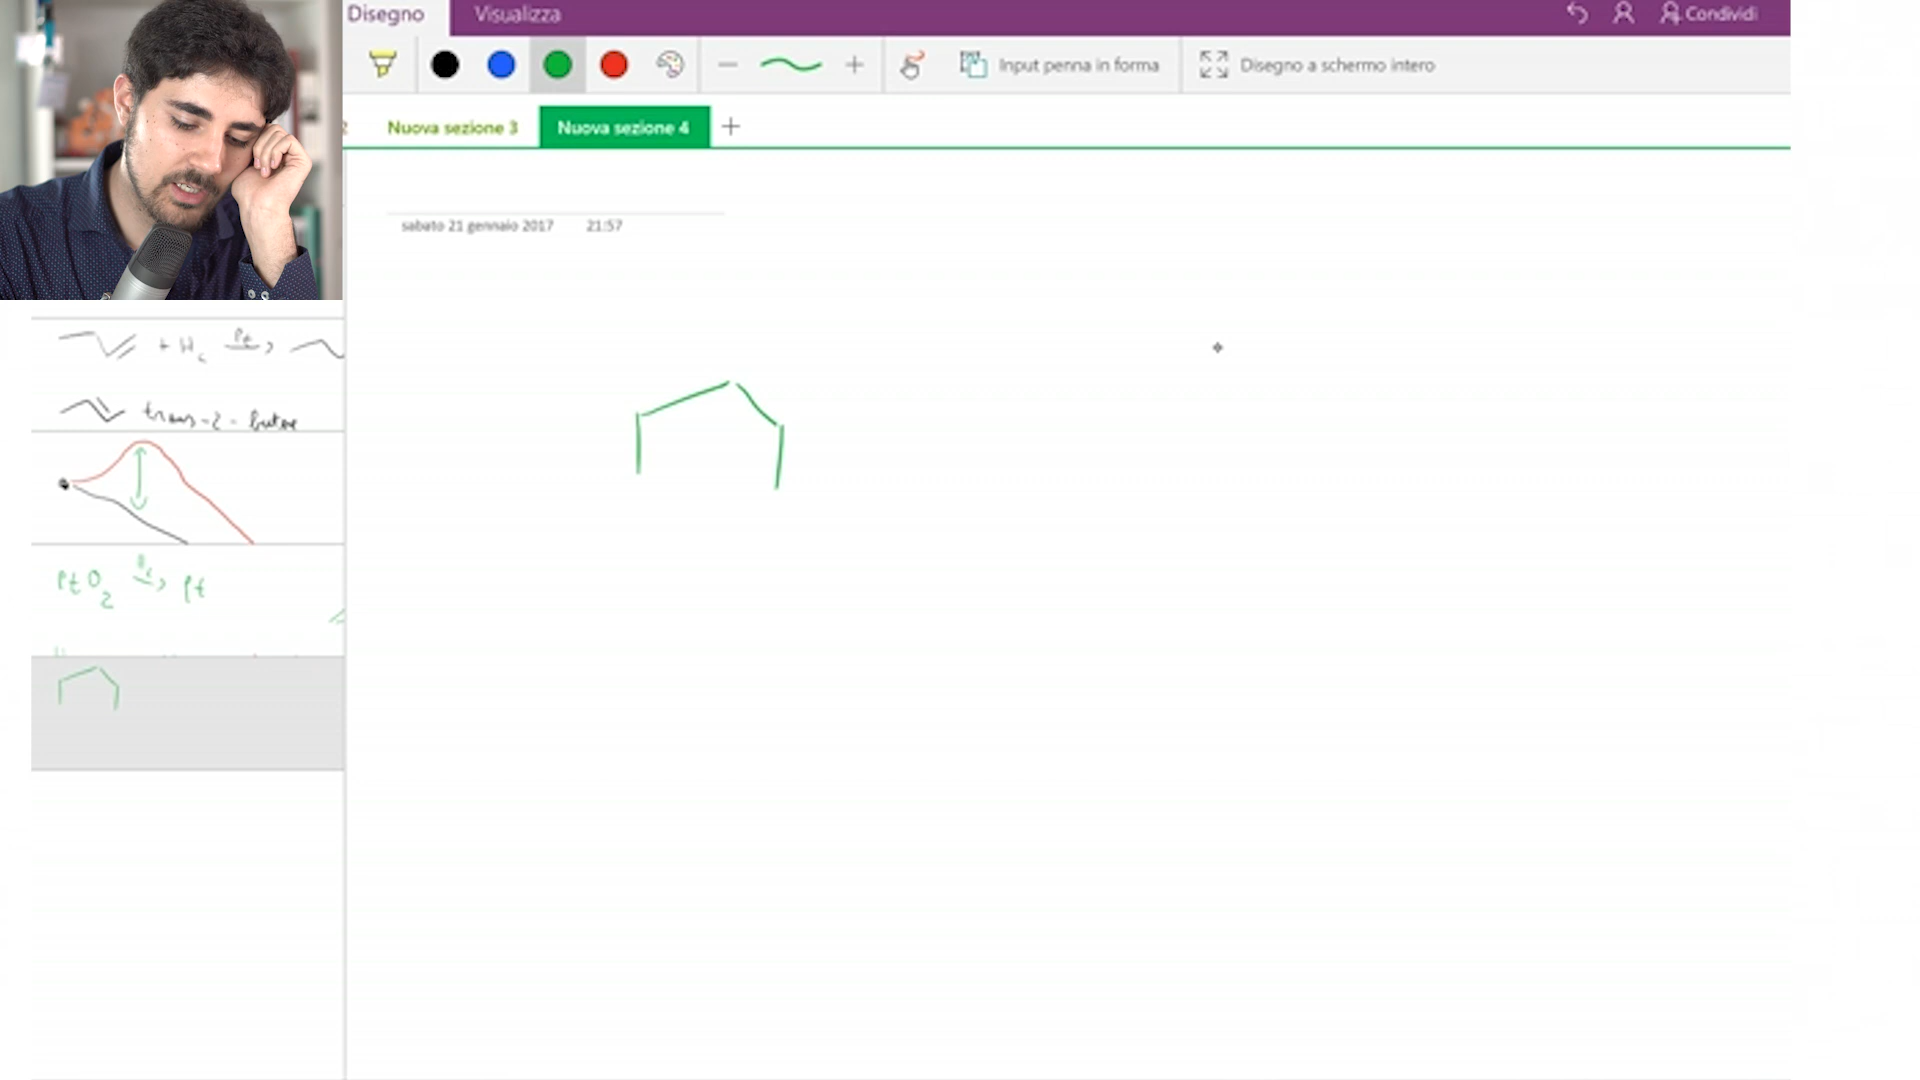 Disegno Visualizza Condividi
Input penna in forma Disegno a schermo intero
Nuova sezione 3 Nuova sezione 4 +
sabato 21 gennaio 2017 21:57
+ H Pt
trans-2-butene
PtO2 Pt